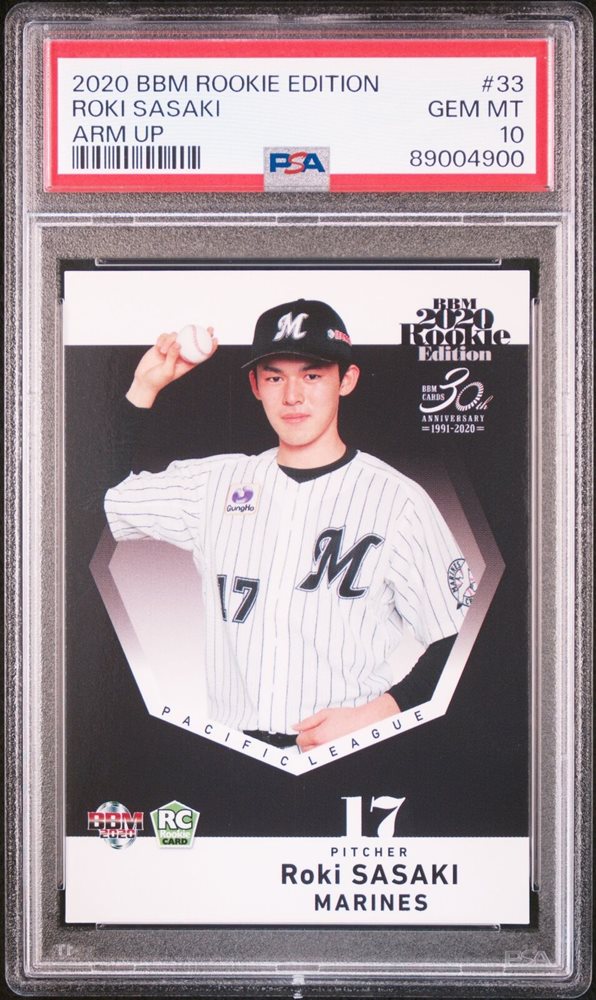 2020 BBM ROOKIE EDITION #33
ROKI SASAKI GEM MT
ARM UP 10
PSA 89004900
BBM
2020
Rookie
Edition
BBM CARDS 30th
ANNIVERSARY
1991-2020
M
GungHo
17
M
PACIFIC LEAGUE
BBM
2020
RC
Rookie
CARD
17
PITCHER
Roki SASAKI
MARINES
PSA